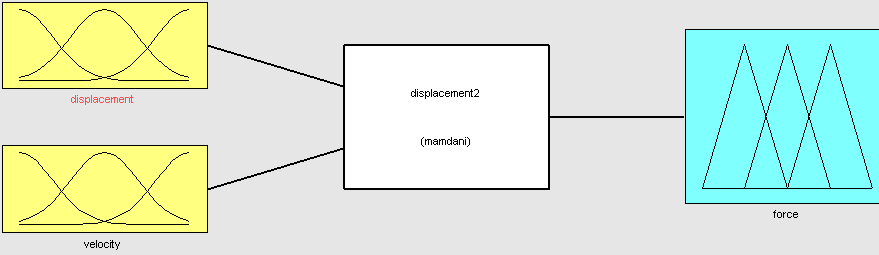 displacement
displacement2
(mamdani)
force
velocity